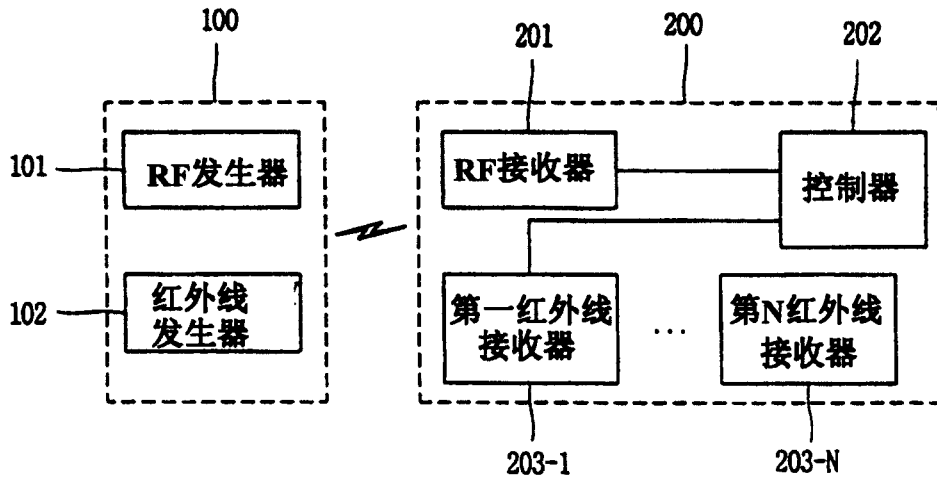 100
201
200
202
101
RF发生器
RF接收器
控制器
102
红外线
发生器
第一红外线
接收器
...
第N红外线
接收器
203-1
203-N